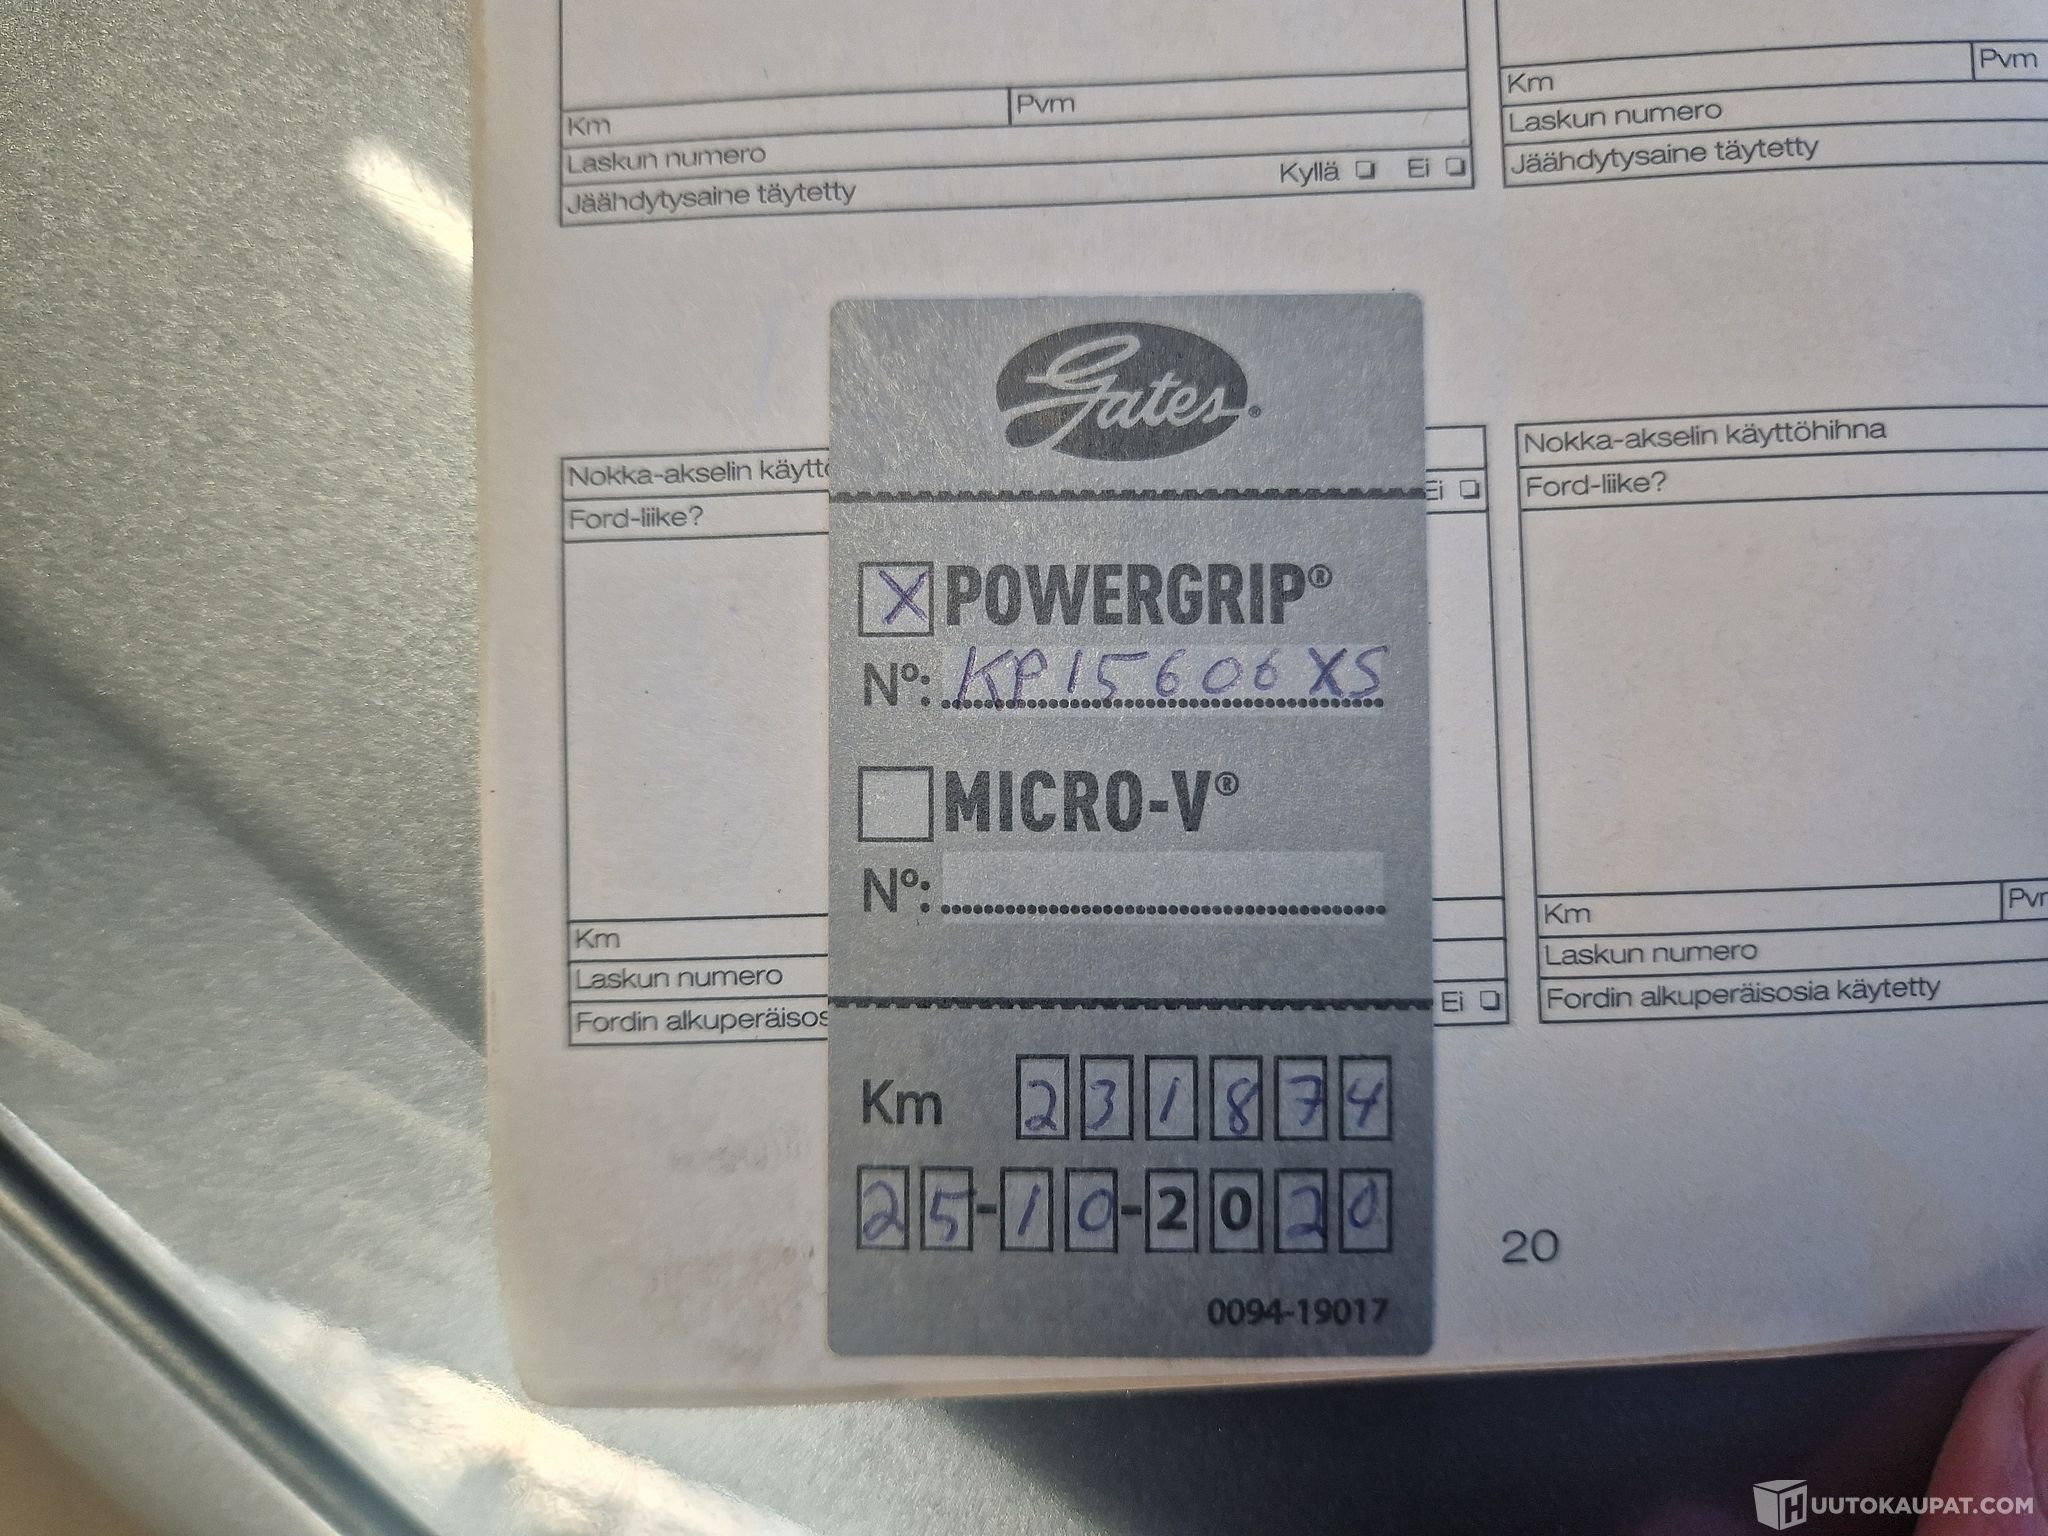 Km Pvm
Laskun numero
Jäähdytysaine täytetty Kyllä Ei
Km Pvm
Laskun numero
Jäähdytysaine täytetty
Gates®
Nokka-akselin käyttö
Ei
Ford-liike?
Nokka-akselin käyttöhihna
Ford-liike?
X POWERGRIP®
Nº: KP15606XS
MICRO-V®
Nº:
Km
Laskun numero
Fordin alkuperäisos
Ei
Km Pvm
Laskun numero
Fordin alkuperäisosia käytetty
Km 231874
25-10-2020
0094-19017
20
HUUTOKAUPAT.COM